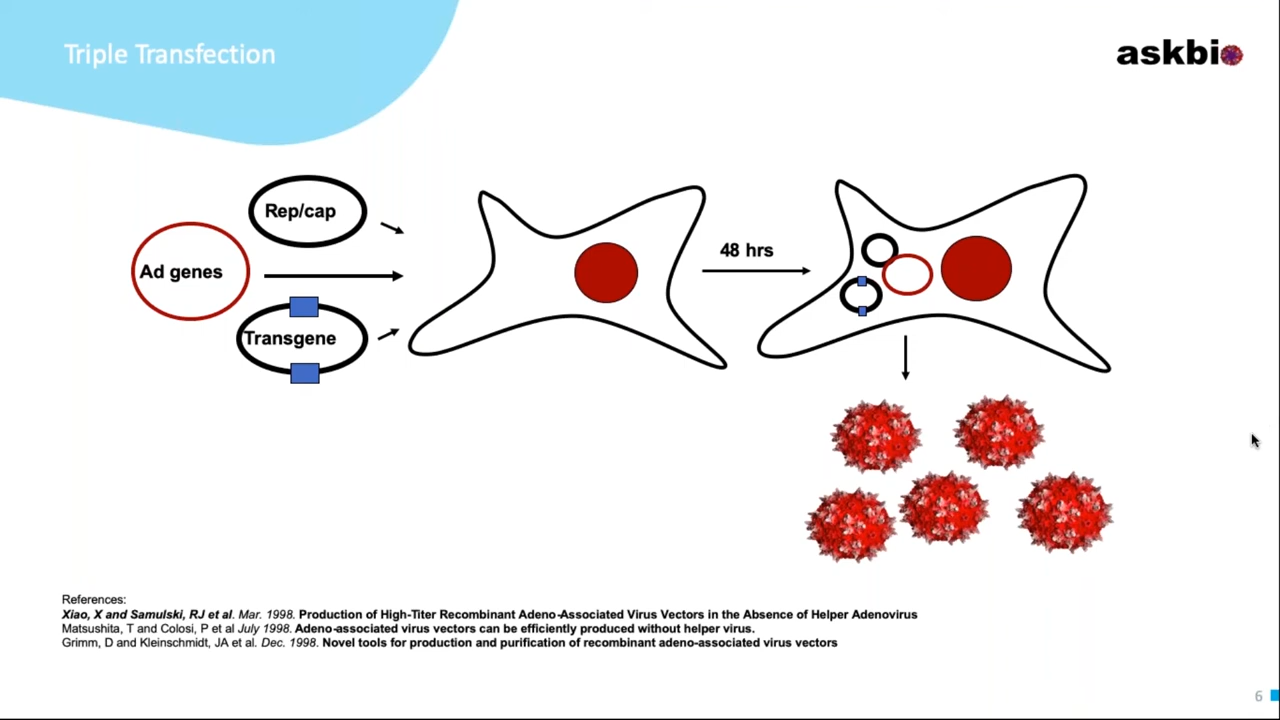 Triple Transfection
askbio
Rep/cap
Ad genes
Transgene
48 hrs
References:
Xiao, X and Samulski, RJ et al. Mar. 1998. Production of High-Titer Recombinant Adeno-Associated Virus Vectors in the Absence of Helper Adenovirus
Matsushita, T and Colosi, P et al July 1998. Adeno-associated virus vectors can be efficiently produced without helper virus.
Grimm, D and Kleinschmidt, JA et al. Dec. 1998. Novel tools for production and purification of recombinant adeno-associated virus vectors
6